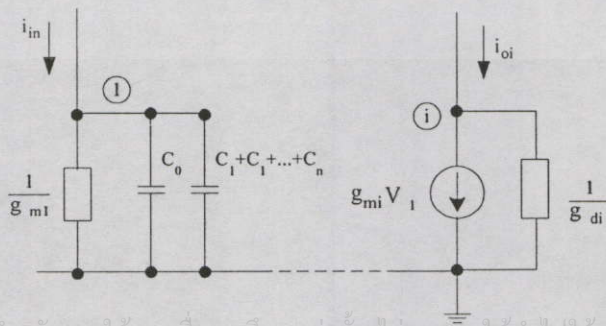 i_in
1
i_oi
i
C_0
C_1+C_1+...+C_n
1
g_m1
g_mi V_1
1
g_di